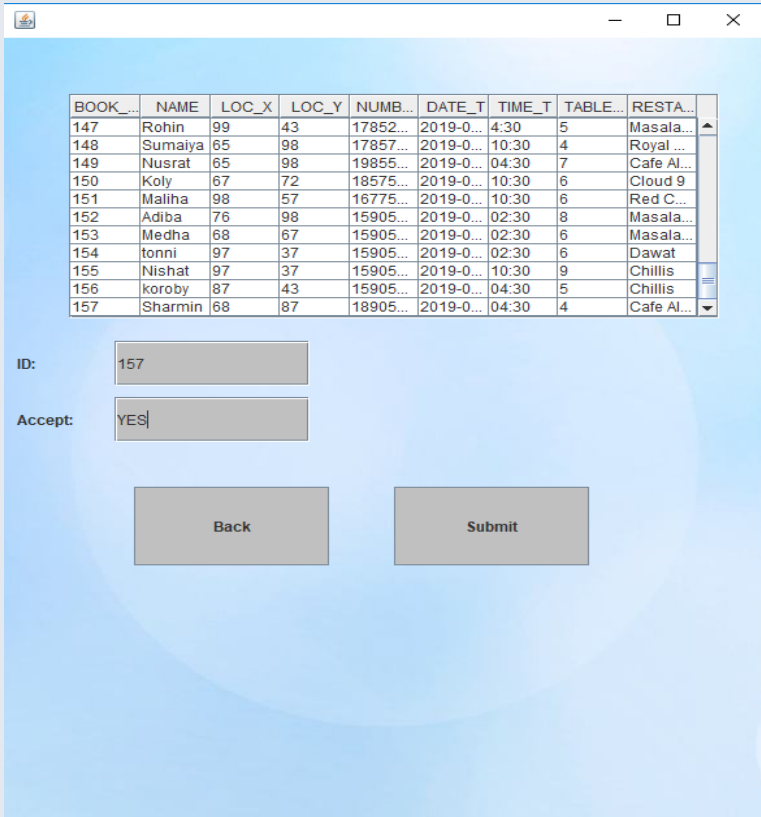 BOOK_... NAME LOC_X LOC_Y NUMB... DATE_T TIME_T TABLE... RESTA...
147 Rohin 99 43 17852... 2019-0... 4:30 5 Masala...
148 Sumaiya 65 98 17857... 2019-0... 10:30 4 Royal ...
149 Nusrat 65 98 19855... 2019-0... 04:30 7 Cafe Al...
150 Koly 67 72 18575... 2019-0... 10:30 6 Cloud 9
151 Maliha 98 57 16775... 2019-0... 10:30 6 Red C...
152 Adiba 76 98 15905... 2019-0... 02:30 8 Masala...
153 Medha 68 67 15905... 2019-0... 02:30 6 Masala...
154 tonni 97 37 15905... 2019-0... 02:30 6 Dawat
155 Nishat 97 37 15905... 2019-0... 10:30 9 Chillis
156 koroby 87 43 15905... 2019-0... 04:30 5 Chillis
157 Sharmin 68 87 18905... 2019-0... 04:30 4 Cafe Al...
ID: 157
Accept: YES
Back Submit